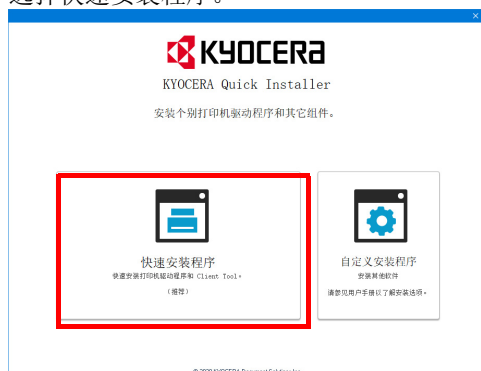 选择快速安装程序。
KYOCERA
KYOCERA Quick Installer
安装个别打印机驱动程序和其它组件。
快速安装程序
快速安装打印机驱动程序和 Client Tool。
(推荐)
自定义安装程序
安装其他软件
请参见用户手册以了解安装选项。